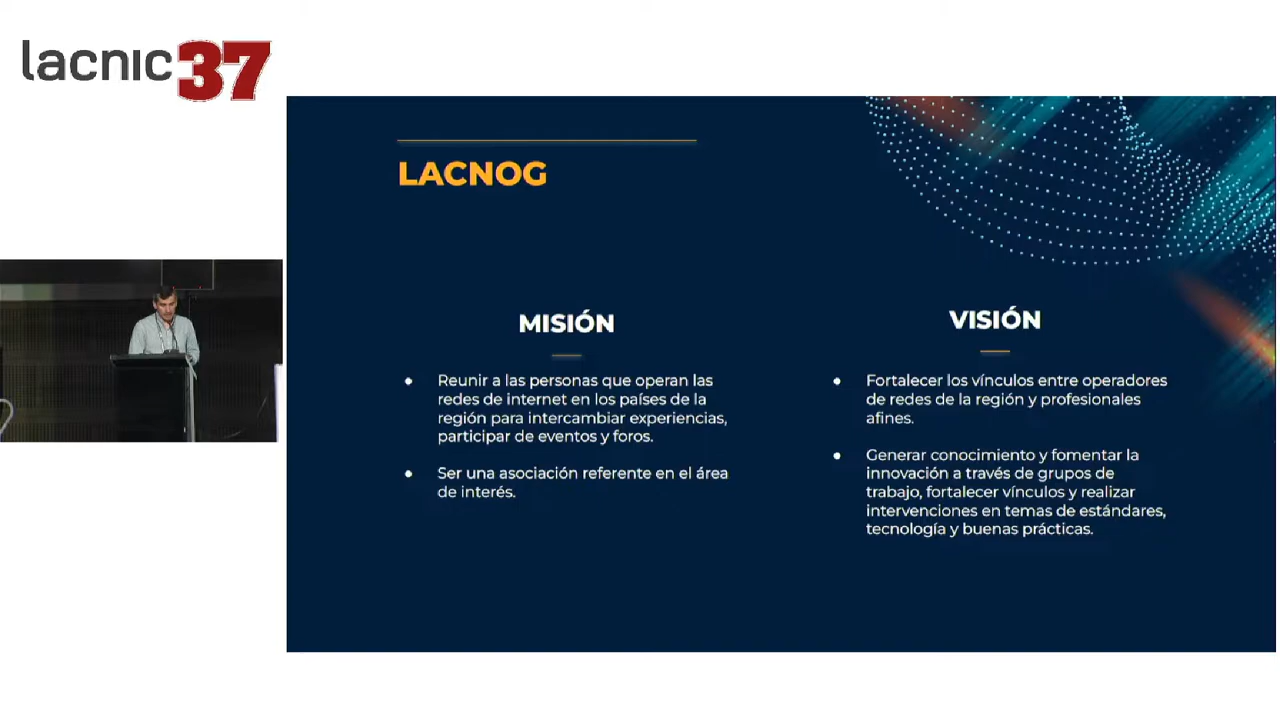 lacnic 37
LACNOG
MISIÓN
● Reunir a las personas que operan las
redes de internet en los países de la
región para intercambiar experiencias,
participar de eventos y foros.
● Ser una asociación referente en el área
de interés.
VISIÓN
● Fortalecer los vínculos entre operadores
de redes de la región y profesionales
afines.
● Generar conocimiento y fomentar la
innovación a través de grupos de
trabajo, fortalecer vínculos y realizar
intervenciones en temas de estándares,
tecnología y buenas prácticas.